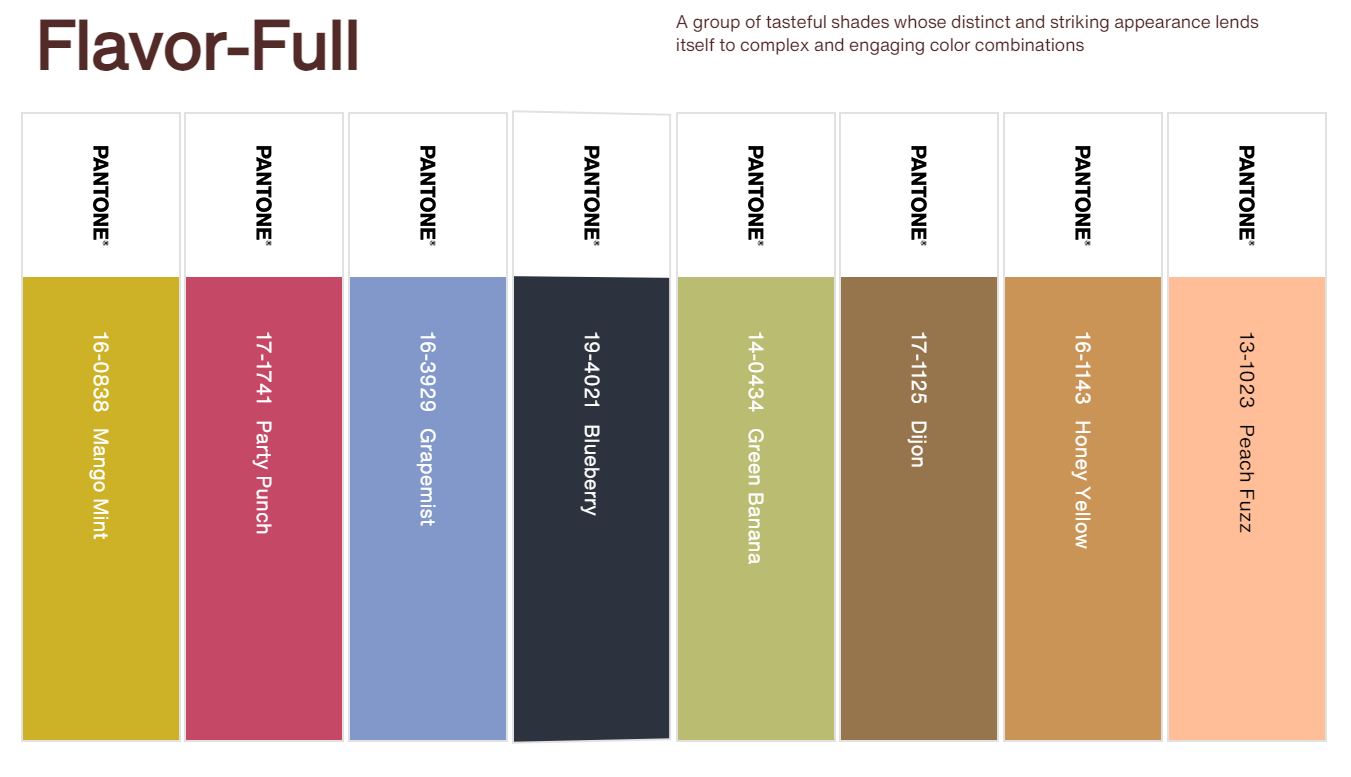 Flavor-Full
A group of tasteful shades whose distinct and striking appearance lends
itself to complex and engaging color combinations
PANTONE®
16-0838 Mango Mint
PANTONE®
17-1741 Party Punch
PANTONE®
16-3929 Grapemist
PANTONE®
19-4021 Blueberry
PANTONE®
14-0434 Green Banana
PANTONE®
17-1125 Dijon
PANTONE®
16-1143 Honey Yellow
PANTONE®
13-1023 Peach Fuzz